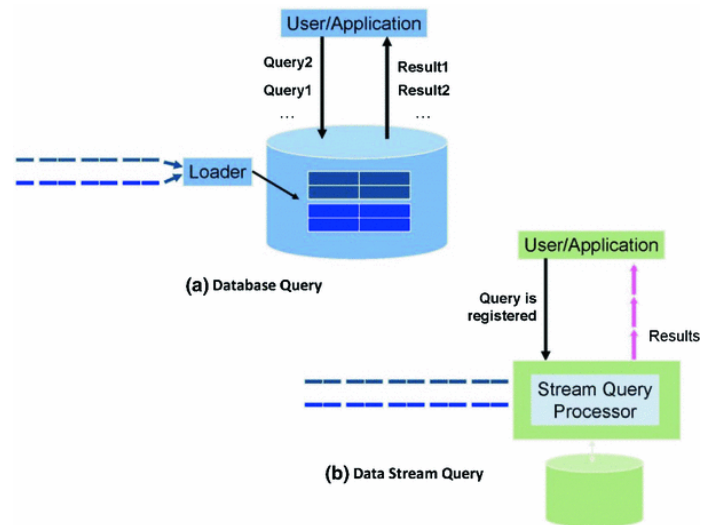 User/Application
Query2
Result1
Query1
Result2
...
...
Loader
(a) Database Query
User/Application
Query is
registered
Results
Stream Query
Processor
(b) Data Stream Query